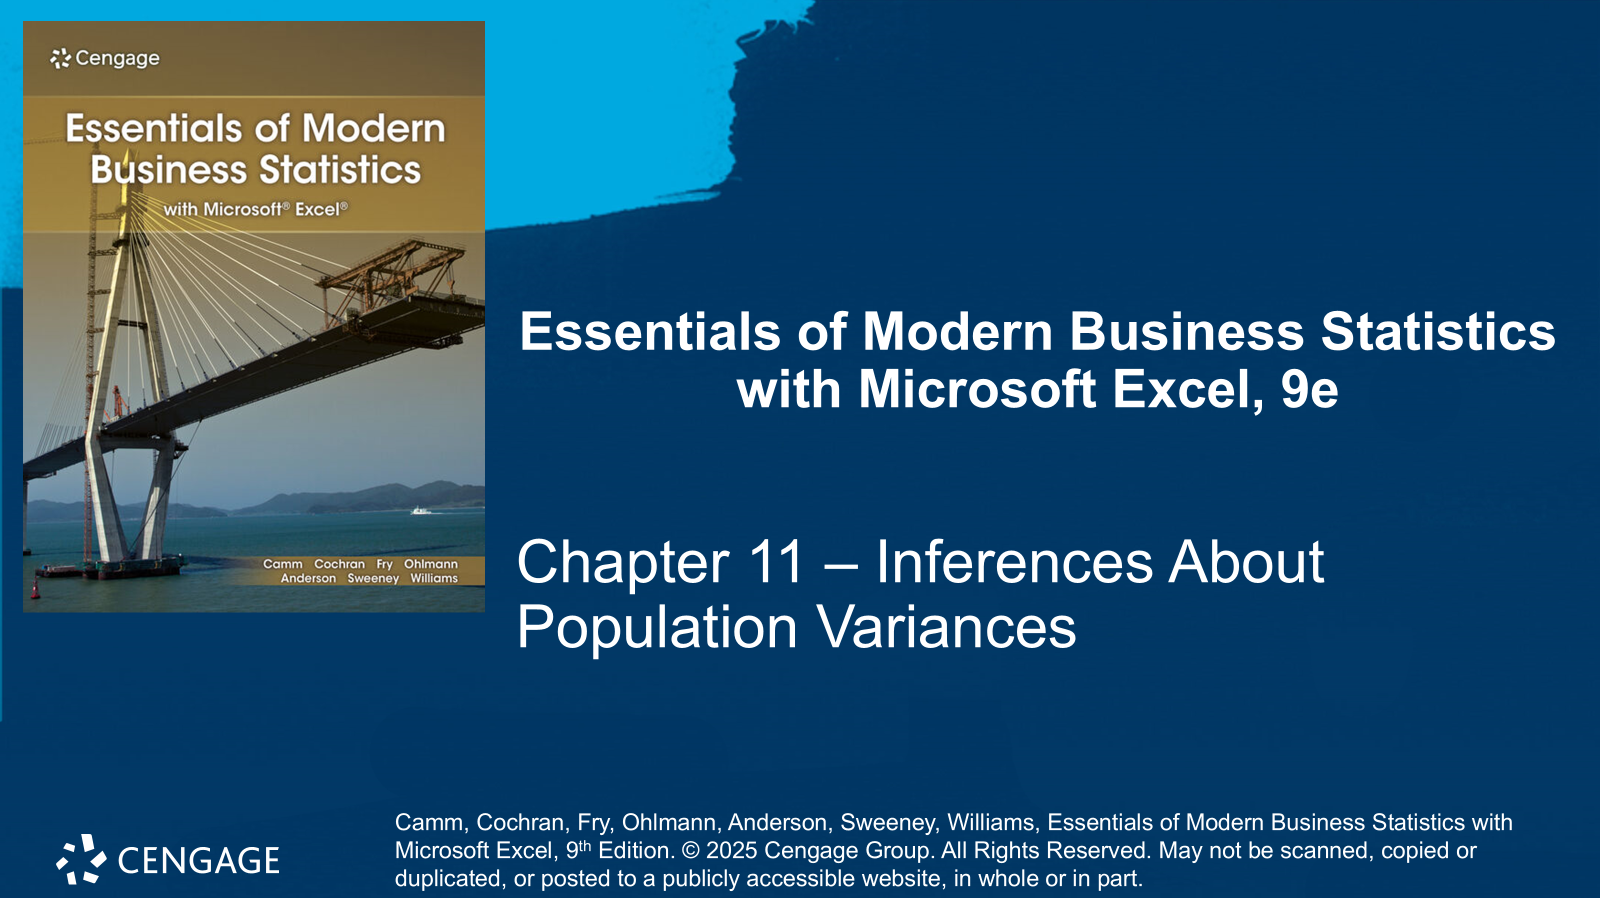 Cengage
Essentials of Modern
Business Statistics
with Microsoft® Excel®
Camm Cochran Fry Ohlmann
Anderson Sweeney Williams
Essentials of Modern Business Statistics
with Microsoft Excel, 9e
Chapter 11 – Inferences About
Population Variances
CENGAGE
Camm, Cochran, Fry, Ohlmann, Anderson, Sweeney, Williams, Essentials of Modern Business Statistics with
Microsoft Excel, 9th Edition. © 2025 Cengage Group. All Rights Reserved. May not be scanned, copied or
duplicated, or posted to a publicly accessible website, in whole or in part.